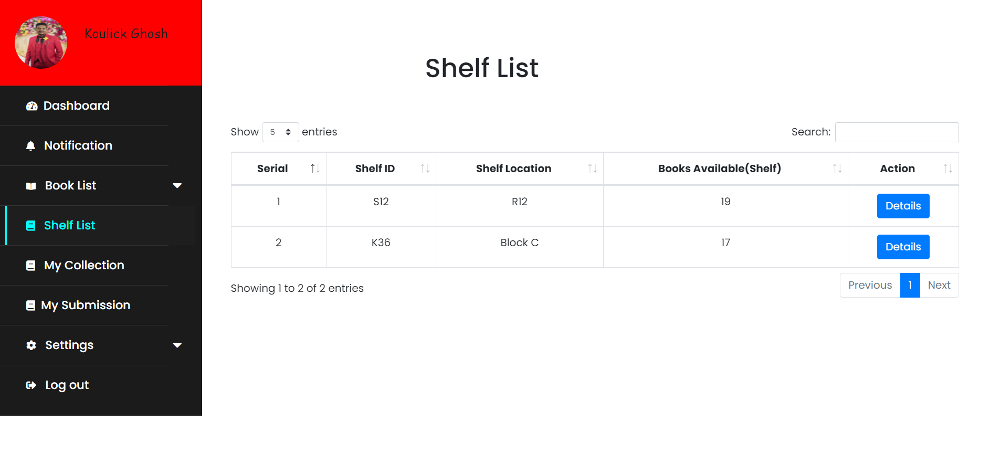 Koulick Ghosh
Dashboard
Notification
Book List
Shelf List
My Collection
My Submission
Settings
Log out
Shelf List
Show 5 entries
Search:
Serial Shelf ID Shelf Location Books Available(Shelf) Action
1 S12 R12 19 Details
2 K36 Block C 17 Details
Showing 1 to 2 of 2 entries
Previous 1 Next